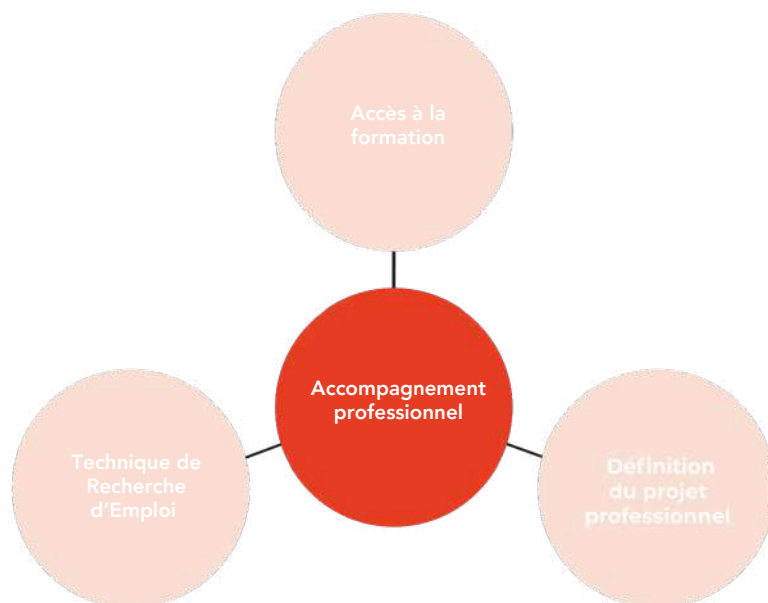 Accès à la
formation
Accompagnement
professionnel
Technique de
Recherche
d'Emploi
Définition
du projet
professionnel